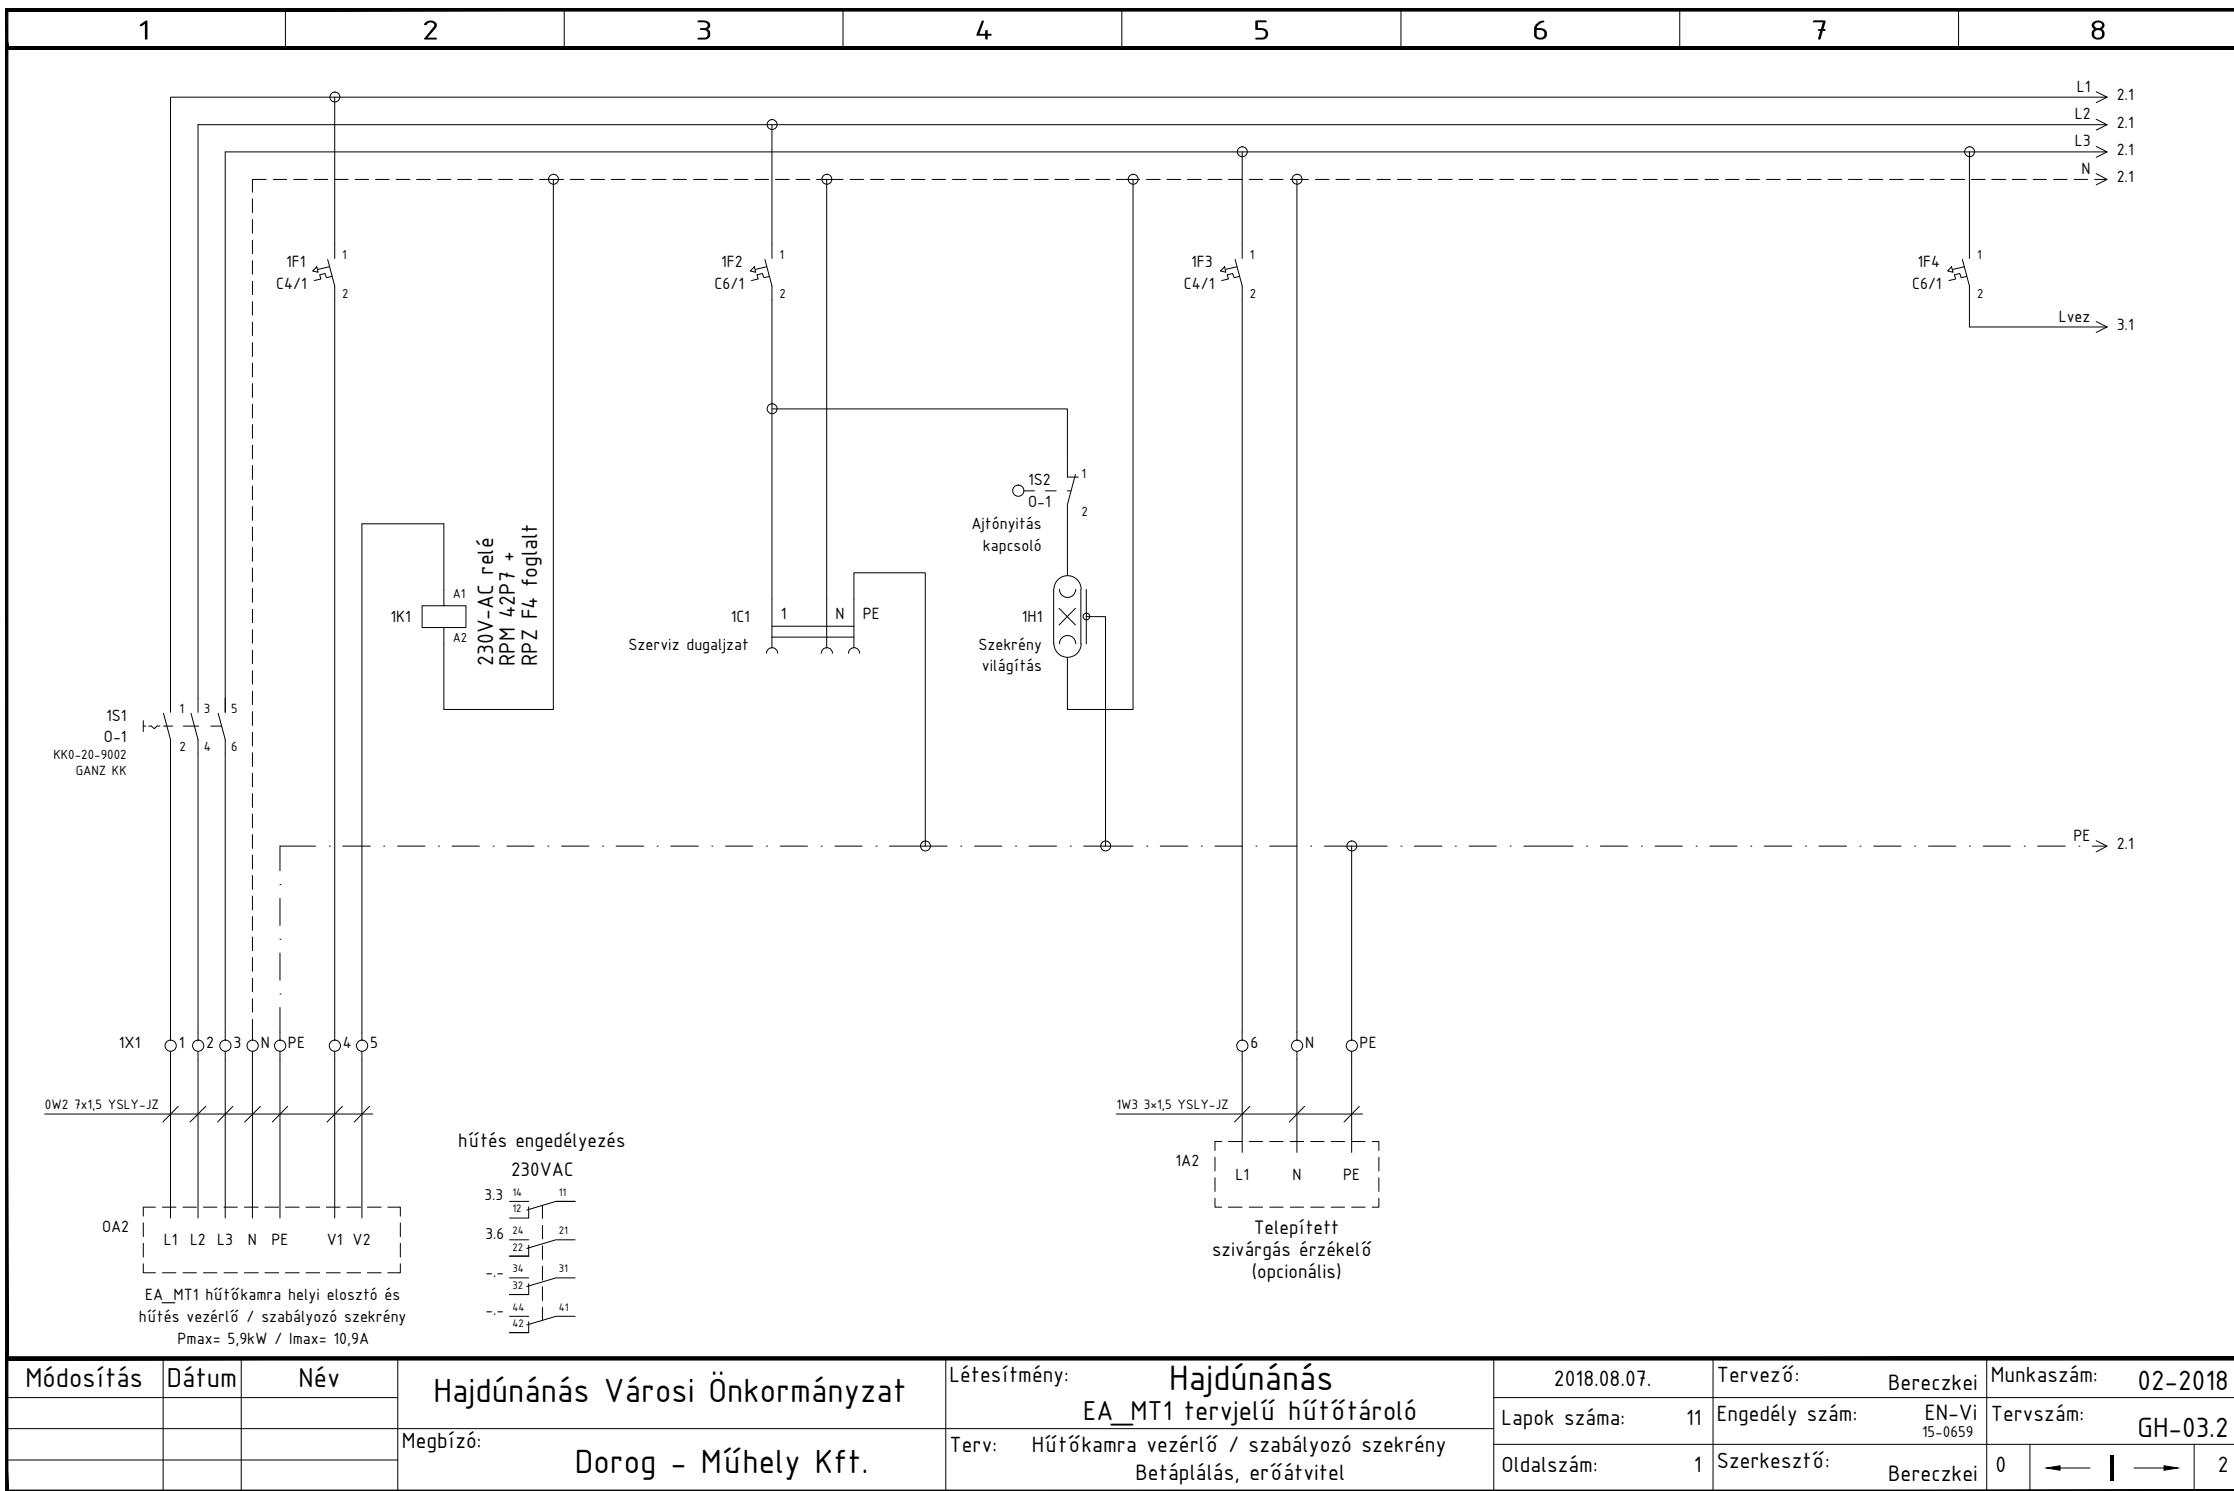 1 2 3 4 5 6 7 8
L1 2.1
L2 2.1
L3 2.1
N 2.1
1F1
C4/1
1
2
1F2
C6/1
1
2
1F3
C4/1
1
2
1F4
C6/1
1
2
Lvez 3.1
1S2
0-1
1
2
Ajtónyitás
kapcsoló
1K1
A1
A2
230V-AC relé
RPM 42P7 +
RPZ F4 foglalt
1C1 1 N PE
Szerviz dugaljzat
1H1
Szekrény
világítás
1S1
0-1
KK0-20-9002
GANZ KK
1 3 5
2 4 6
PE 2.1
1X1 1 2 3 N PE 4 5
6 N PE
0W2 7x1,5 YSLY-JZ
1W3 3x1,5 YSLY-JZ
hűtés engedélyezés
230VAC
3.3 14 11
12
3.6 24 21
22
-.- 34 31
32
-.- 44 41
42
1A2
L1 N PE
Telepített
szivárgás érzékelő
(opcionális)
0A2
L1 L2 L3 N PE V1 V2
EA_MT1 hűtőkamra helyi elosztó és
hűtés vezérlő / szabályozó szekrény
Pmax= 5,9kW / Imax= 10,9A
Módosítás Dátum Név
Hajdúnánás Városi Önkormányzat
Megbízó:
Dorog - Műhely Kft.
Létesítmény: Hajdúnánás
EA_MT1 tervjelű hűtőtároló
Terv: Hűtőkamra vezérlő / szabályozó szekrény
Betáplálás, erőátvitel
2018.08.07.
Lapok száma: 11
Oldalszám: 1
Tervező: Bereczkei
Engedély szám: EN-Vi
15-0659
Szerkesztő: Bereczkei
Munkaszám: 02-2018
Tervszám: GH-03.2
0 2